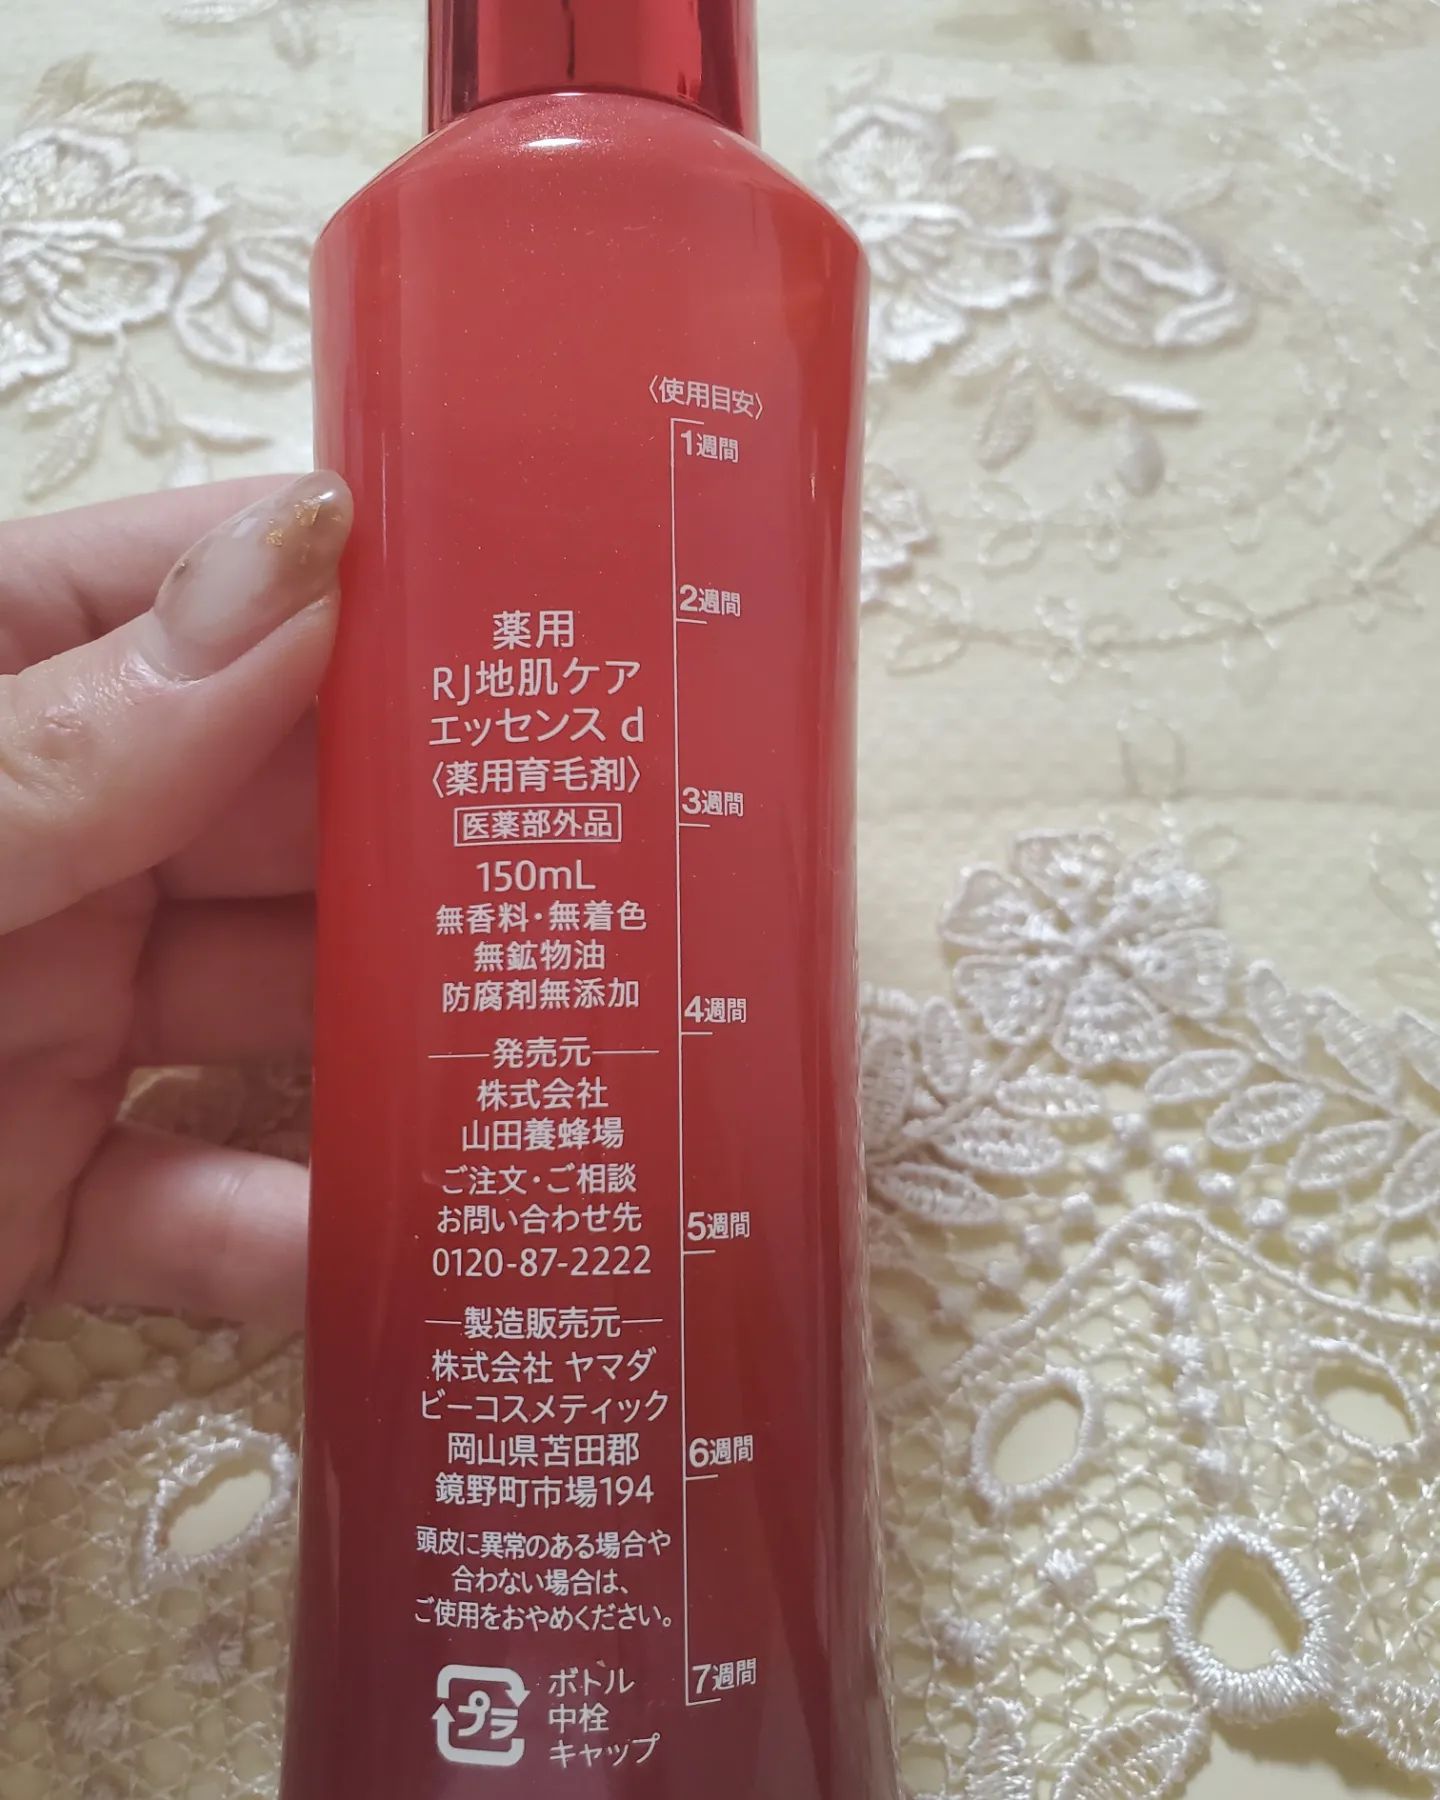 薬用
RJ地肌ケア
エッセンス d
〈薬用育毛剤〉
医薬部外品
150mL
無香料・無着色
無鉱物油
防腐剤無添加
発売元
株式会社
山田養蜂場
ご注文・ご相談
お問い合わせ先
0120-87-2222
製造販売元
株式会社 ヤマダ
ビーコスメティック
岡山県苫田郡
鏡野町市場194
頭皮に異常のある場合や
合わない場合は、
ご使用をおやめください。
プラ
ボトル
中栓
キャップ
〈使用目安〉
1週間
2週間
3週間
4週間
5週間
6週間
7週間